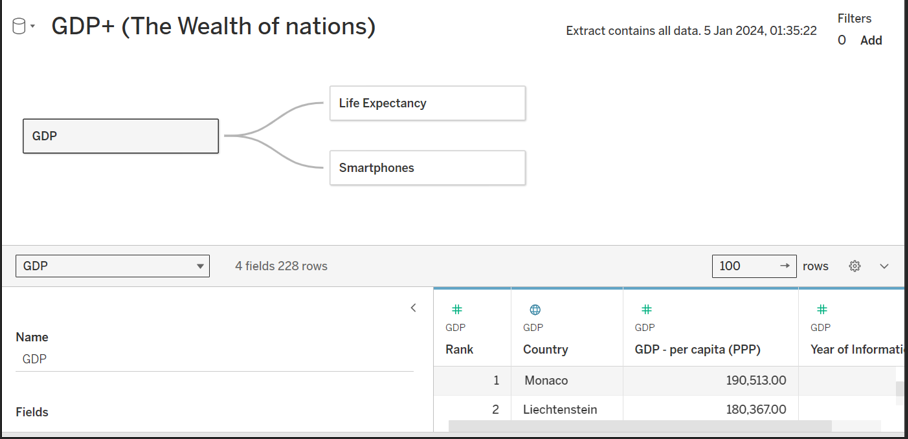 GDP+ (The Wealth of nations)
Extract contains all data. 5 Jan 2024, 01:35:22
Filters
0 Add
Life Expectancy
GDP
Smartphones
GDP
4 fields 228 rows
100 → rows
Name
GDP
Fields
GDP GDP GDP GDP
Rank Country GDP - per capita (PPP) Year of Informati
1 Monaco 190,513.00
2 Liechtenstein 180,367.00